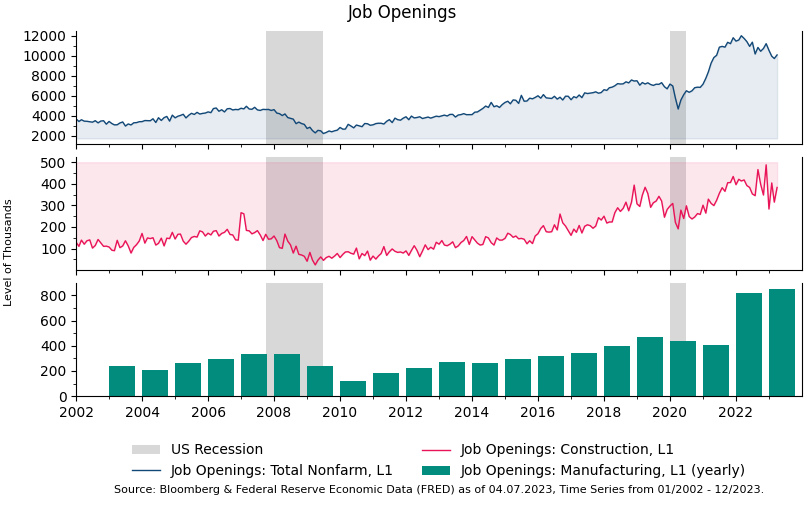 Job Openings
12000
10000
8000
6000
4000
2000
500
400
300
200
100
Level of Thousands
800
600
400
200
0
2002 2004 2006 2008 2010 2012 2014 2016 2018 2020 2022
US Recession
Job Openings: Total Nonfarm, L1
Job Openings: Construction, L1
Job Openings: Manufacturing, L1 (yearly)
Source: Bloomberg & Federal Reserve Economic Data (FRED) as of 04.07.2023, Time Series from 01/2002 - 12/2023.